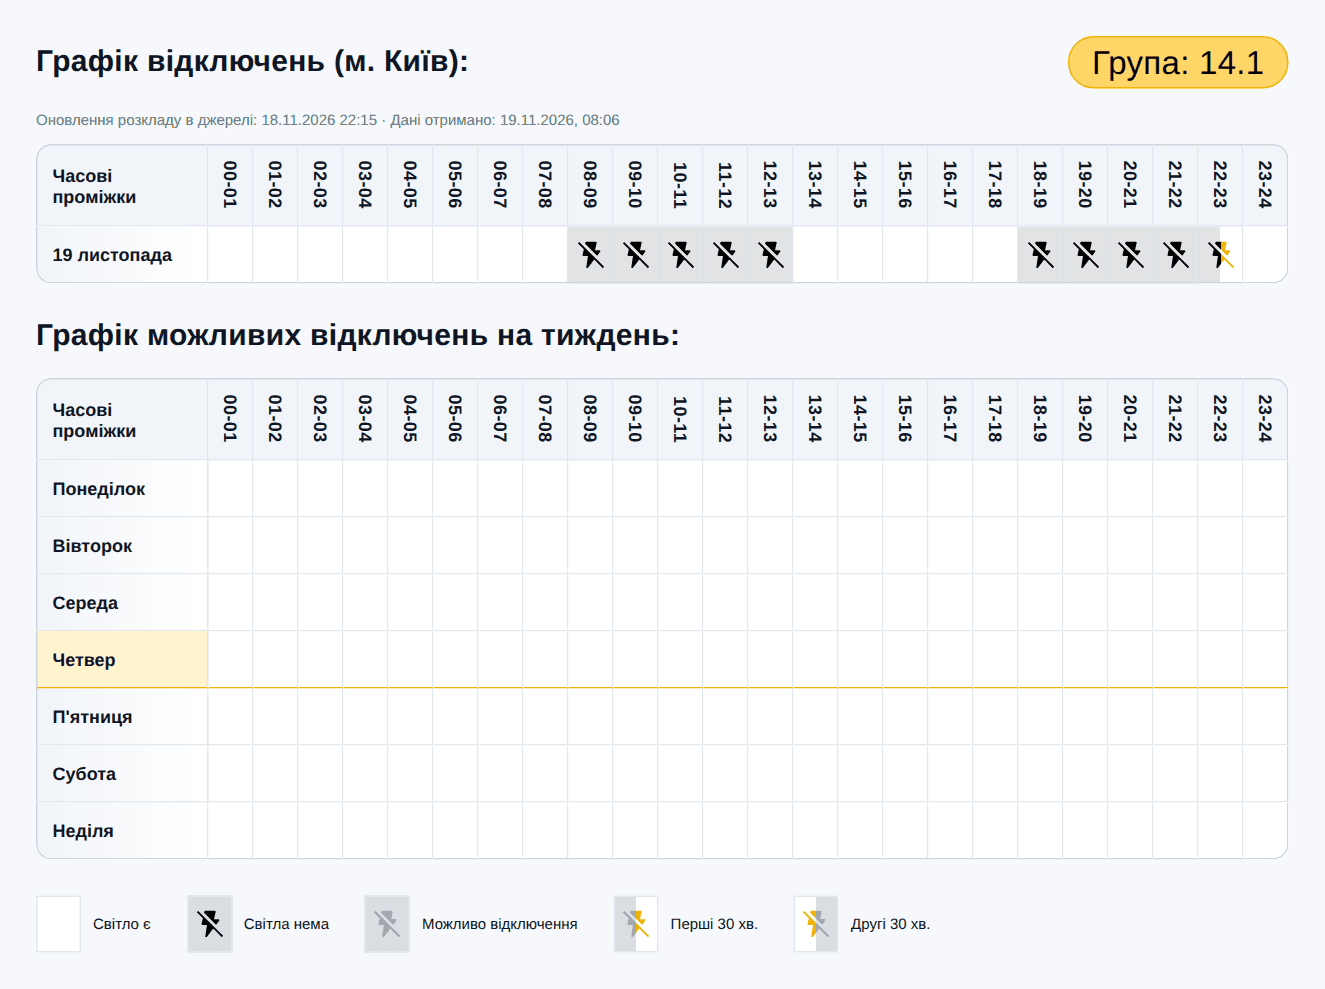 Графік відключень (м. Київ):
Група: 14.1
Оновлення розкладу в джерелі: 18.11.2026 22:15 · Дані отримано: 19.11.2026, 08:06
Часові
проміжки
00-01 01-02 02-03 03-04 04-05 05-06 06-07 07-08 08-09 09-10 10-11 11-12 12-13 13-14 14-15 15-16 16-17 17-18 18-19 19-20 20-21 21-22 22-23 23-24
19 листопада
Графік можливих відключень на тиждень:
Часові
проміжки
00-01 01-02 02-03 03-04 04-05 05-06 06-07 07-08 08-09 09-10 10-11 11-12 12-13 13-14 14-15 15-16 16-17 17-18 18-19 19-20 20-21 21-22 22-23 23-24
Понеділок
Вівторок
Середа
Четвер
П'ятниця
Субота
Неділя
Світло є
Світла нема
Можливо відключення
Перші 30 хв.
Другі 30 хв.